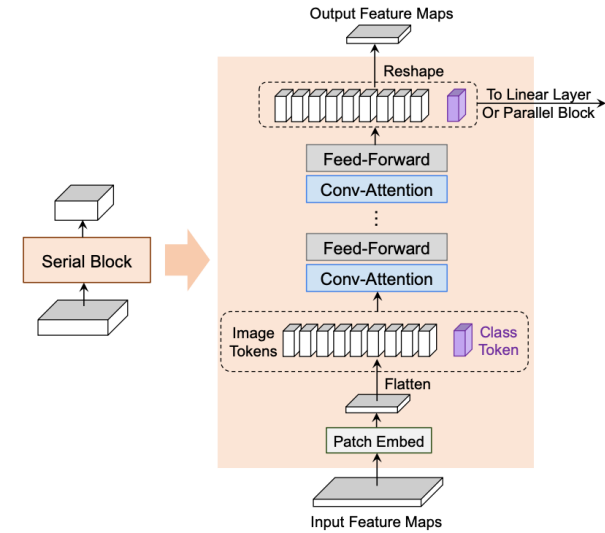 Output Feature Maps
Reshape
To Linear Layer
Or Parallel Block
Feed-Forward
Conv-Attention
...
Feed-Forward
Conv-Attention
Serial Block
Image
Tokens
Class
Token
Flatten
Patch Embed
Input Feature Maps